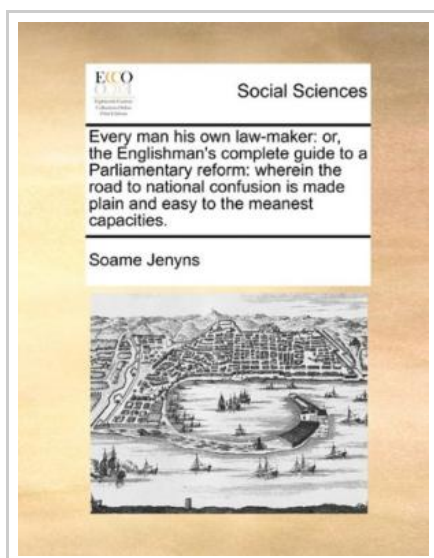 ECCO
Social Sciences
Every man his own law-maker: or,
the Englishman's complete guide to a
Parliamentary reform: wherein the
road to national confusion is made
plain and easy to the meanest
capacities.
Soame Jenyns